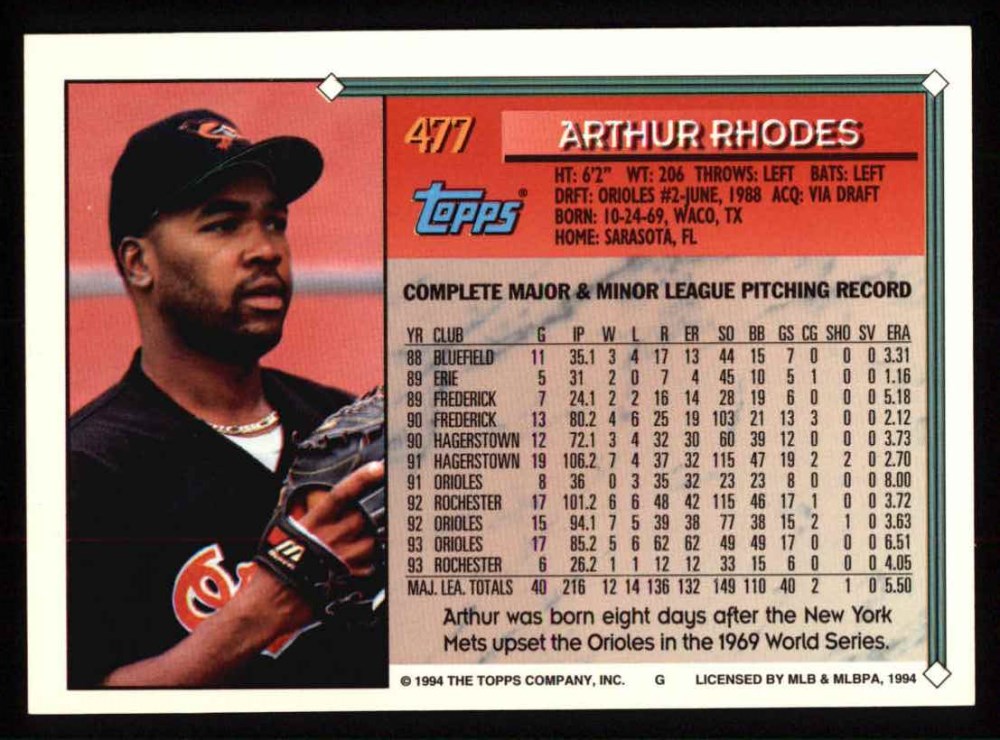 477
ARTHUR RHODES
Topps®
HT: 6'2" WT: 206 THROWS: LEFT BATS: LEFT
DRFT: ORIOLES #2-JUNE, 1988 ACQ: VIA DRAFT
BORN: 10-24-69, WACO, TX
HOME: SARASOTA, FL
COMPLETE MAJOR & MINOR LEAGUE PITCHING RECORD
YR CLUB G IP W L R ER SO BB GS CG SHO SV ERA
88 BLUEFIELD 11 35.1 3 4 17 13 44 15 7 0 0 0 3.31
89 ERIE 5 31 2 0 7 4 45 10 5 1 0 0 1.16
89 FREDERICK 7 24.1 2 2 16 14 28 19 6 0 0 0 5.18
90 FREDERICK 13 80.2 4 6 25 19 103 21 13 3 0 0 2.12
90 HAGERSTOWN 12 72.1 3 4 32 30 60 39 12 0 0 0 3.73
91 HAGERSTOWN 19 106.2 7 4 37 32 115 47 19 2 2 0 2.70
91 ORIOLES 8 36 0 3 35 32 23 23 8 0 0 0 8.00
92 ROCHESTER 17 101.2 6 6 48 42 115 46 17 1 0 0 3.72
92 ORIOLES 15 94.1 7 5 39 38 77 38 15 2 1 0 3.63
93 ORIOLES 17 85.2 5 6 62 62 49 49 17 0 0 0 6.51
93 ROCHESTER 6 26.2 1 1 12 12 33 15 6 0 0 0 4.05
MAJ. LEA. TOTALS 40 216 12 14 136 132 149 110 40 2 1 0 5.50
Arthur was born eight days after the New York
Mets upset the Orioles in the 1969 World Series.
© 1994 THE TOPPS COMPANY, INC. G LICENSED BY MLB & MLBPA, 1994